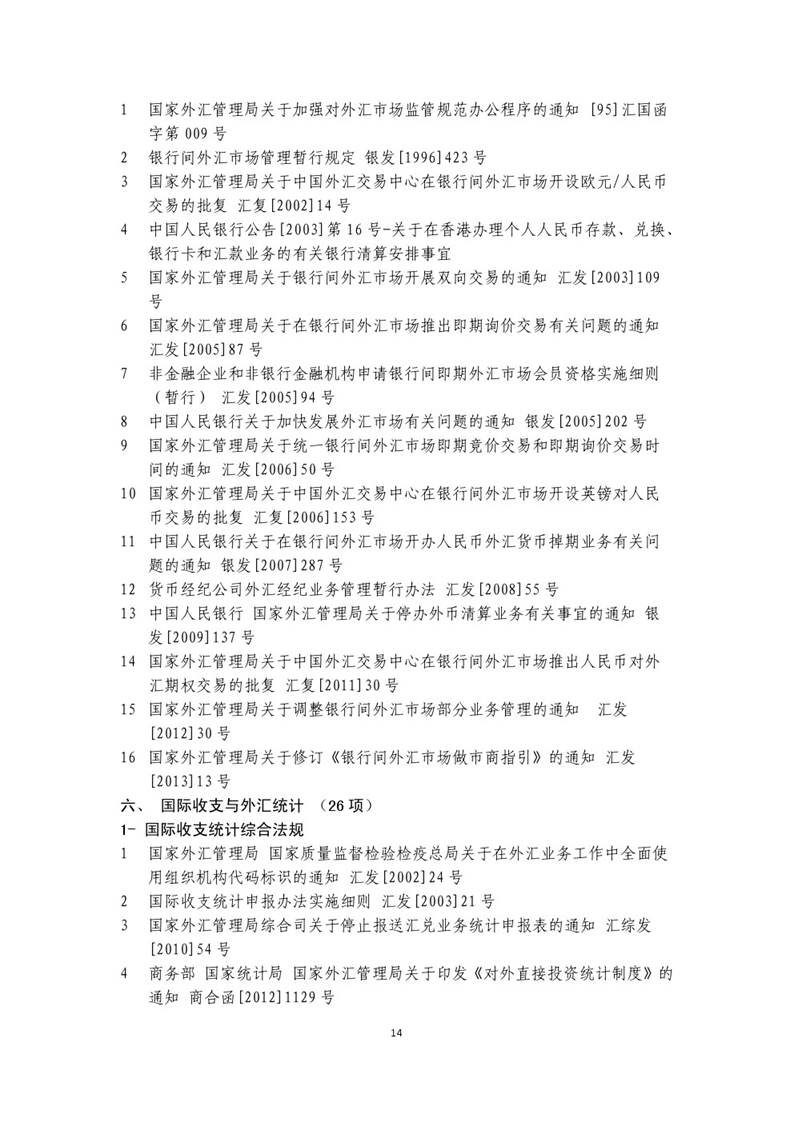 1 国家外汇管理局关于加强对外汇市场监管规范办公程序的通知 [95]汇国函
字第 009 号
2 银行间外汇市场管理暂行规定 银发[1996]423 号
3 国家外汇管理局关于中国外汇交易中心在银行间外汇市场开设欧元/人民币
交易的批复 汇复[2002]14 号
4 中国人民银行公告[2003]第 16 号-关于在香港办理个人人民币存款、兑换、
银行卡和汇款业务的有关银行清算安排事宜
5 国家外汇管理局关于银行间外汇市场开展双向交易的通知 汇发[2003]109
号
6 国家外汇管理局关于在银行间外汇市场推出即期询价交易有关问题的通知
汇发[2005]87 号
7 非金融企业和非银行金融机构申请银行间即期外汇市场会员资格实施细则
（暂行） 汇发[2005]94 号
8 中国人民银行关于加快发展外汇市场有关问题的通知 银发[2005]202 号
9 国家外汇管理局关于统一银行间外汇市场即期竞价交易和即期询价交易时
间的通知 汇发[2006]50 号
10 国家外汇管理局关于中国外汇交易中心在银行间外汇市场开设英镑对人民
币交易的批复 汇复[2006]153 号
11 中国人民银行关于在银行间外汇市场开办人民币外汇货币掉期业务有关问
题的通知 银发[2007]287 号
12 货币经纪公司外汇经纪业务管理暂行办法 汇发[2008]55 号
13 中国人民银行 国家外汇管理局关于停办外币清算业务有关事宜的通知 银
发[2009]137 号
14 国家外汇管理局关于中国外汇交易中心在银行间外汇市场推出人民币对外
汇期权交易的批复 汇复[2011]30 号
15 国家外汇管理局关于调整银行间外汇市场部分业务管理的通知 汇发
[2012]30 号
16 国家外汇管理局关于修订《银行间外汇市场做市商指引》的通知 汇发
[2013]13 号
六、 国际收支与外汇统计 （26 项）
1- 国际收支统计综合法规
1 国家外汇管理局 国家质量监督检验检疫总局关于在外汇业务工作中全面使
用组织机构代码标识的通知 汇发[2002]24 号
2 国际收支统计申报办法实施细则 汇发[2003]21 号
3 国家外汇管理局综合司关于停止报送汇兑业务统计申报表的通知 汇综发
[2010]54 号
4 商务部 国家统计局 国家外汇管理局关于印发《对外直接投资统计制度》的
通知 商合函[2012]1129 号
14